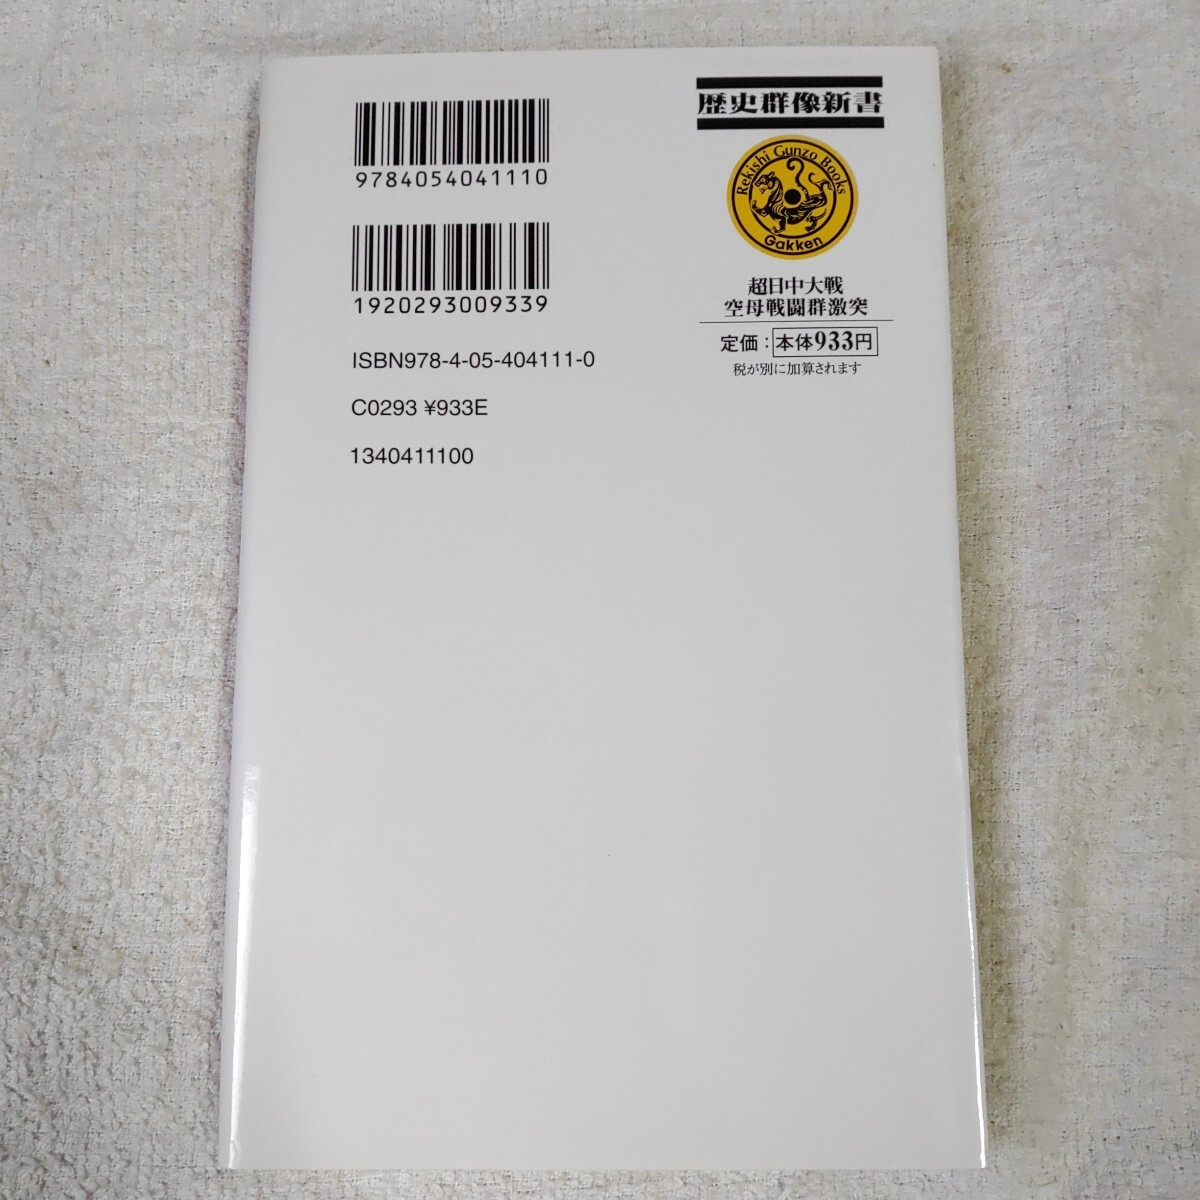 9784054041110
1920293009339
ISBN978-4-05-404111-0
C0293 ¥933E
1340411100
歴史群像新書
Rekishi Gunzo Books
Gakken
超日中大戦
空母戦闘群激突
定価：本体933円
税が別に加算されます